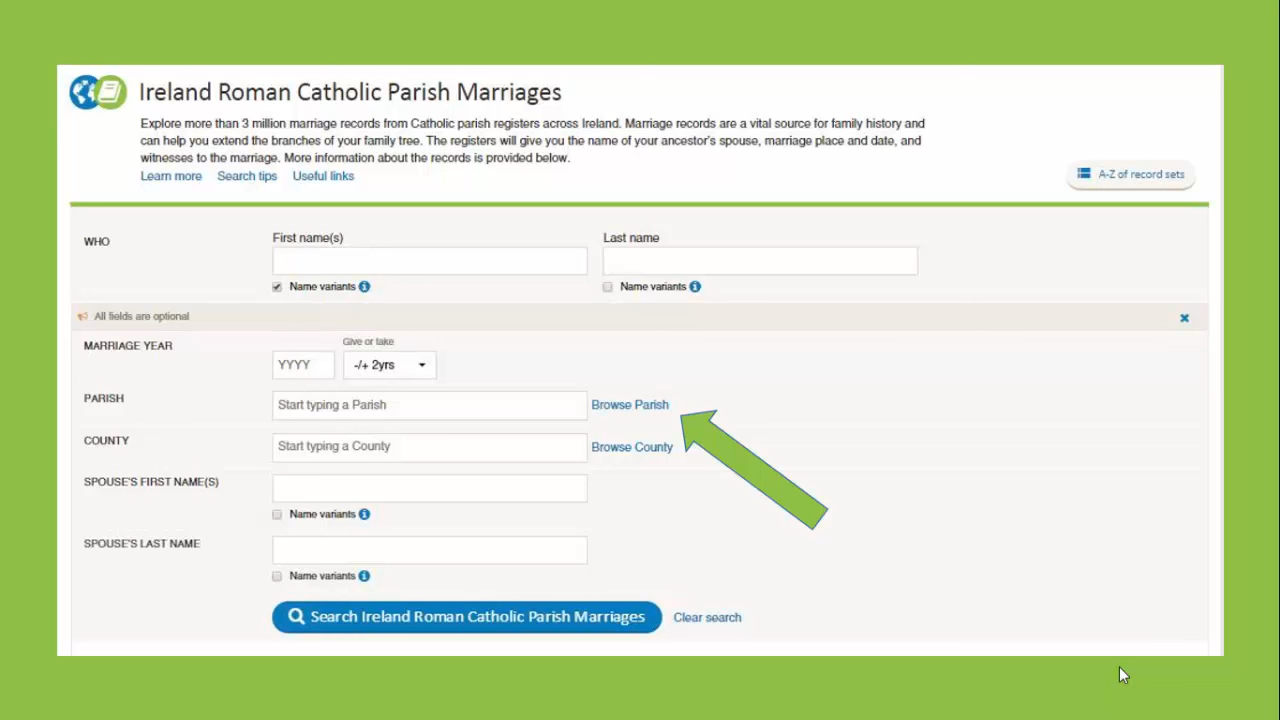 Ireland Roman Catholic Parish Marriages
Explore more than 3 million marriage records from Catholic parish registers across Ireland. Marriage records are a vital source for family history and
can help you extend the branches of your family tree. The registers will give you the name of your ancestor's spouse, marriage place and date, and
witnesses to the marriage. More information about the records is provided below.
Learn more Search tips Useful links
A-Z of record sets
WHO
First name(s) Last name
Name variants Name variants
All fields are optional
MARRIAGE YEAR
Give or take
YYYY -/+ 2yrs
PARISH
Start typing a Parish Browse Parish
COUNTY
Start typing a County Browse County
SPOUSE'S FIRST NAME(S)
Name variants
SPOUSE'S LAST NAME
Name variants
Search Ireland Roman Catholic Parish Marriages Clear search